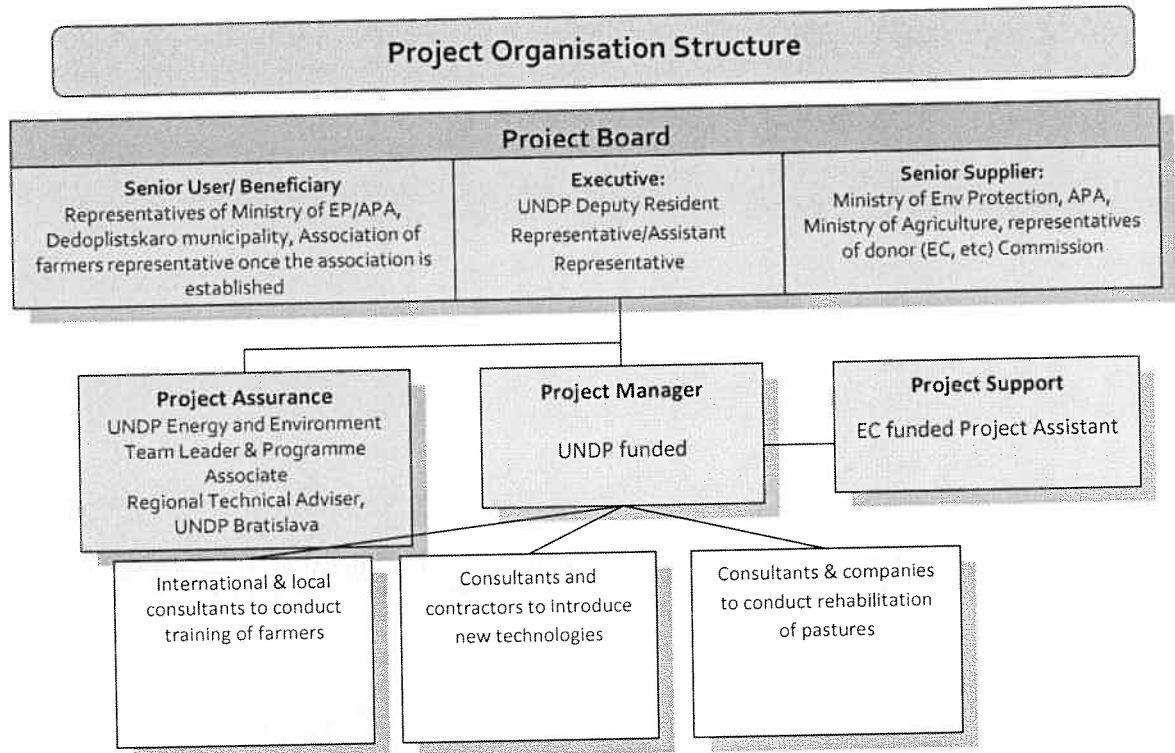 Project Organisation Structure
Project Board
Senior User/ Beneficiary
Representatives of Ministry of EP/APA,
Dedoplistskaro municipality, Association of
farmers representative once the association is
established
Executive:
UNDP Deputy Resident
Representative/Assistant
Representative
Senior Supplier:
Ministry of Env Protection, APA,
Ministry of Agriculture, representatives
of donor (EC, etc) Commission
Project Assurance
UNDP Energy and Environment
Team Leader & Programme
Associate
Regional Technical Adviser,
UNDP Bratislava
Project Manager
UNDP funded
Project Support
EC funded Project Assistant
International & local
consultants to conduct
training of farmers
Consultants and
contractors to introduce
new technologies
Consultants & companies
to conduct rehabilitation
of pastures